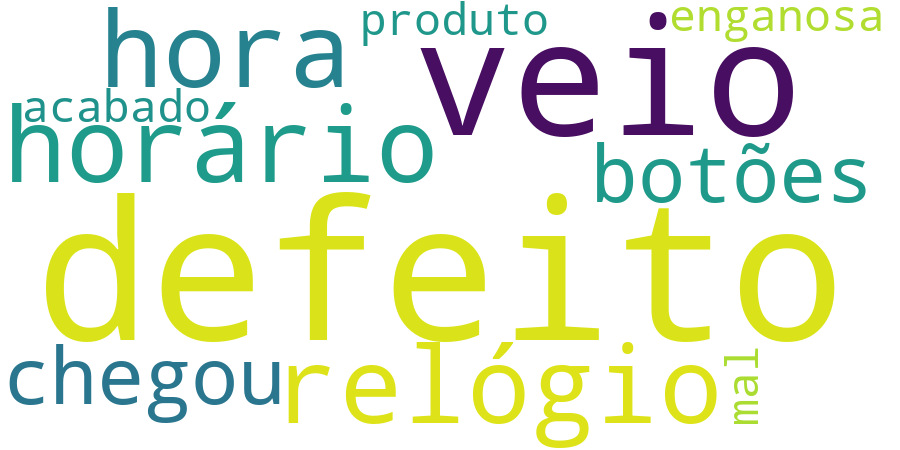 produto
enganosa
hora
veio
acabado
horário
botões
defeito
chegou
relógio
mal